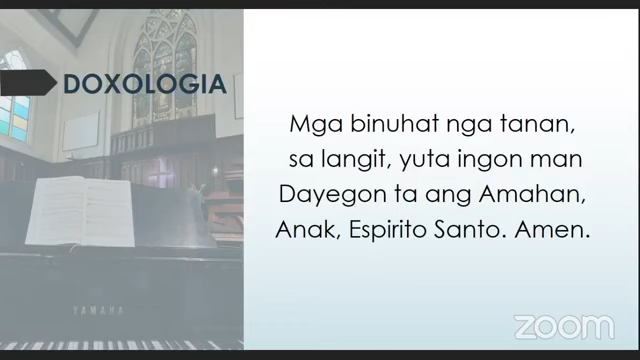 DOXOLOGIA
Mga binuhat nga tanan,
sa langit, yuta ingon man
Dayegon ta ang Amahan,
Anak, Espirito Santo. Amen.
YAMAHA
zoom